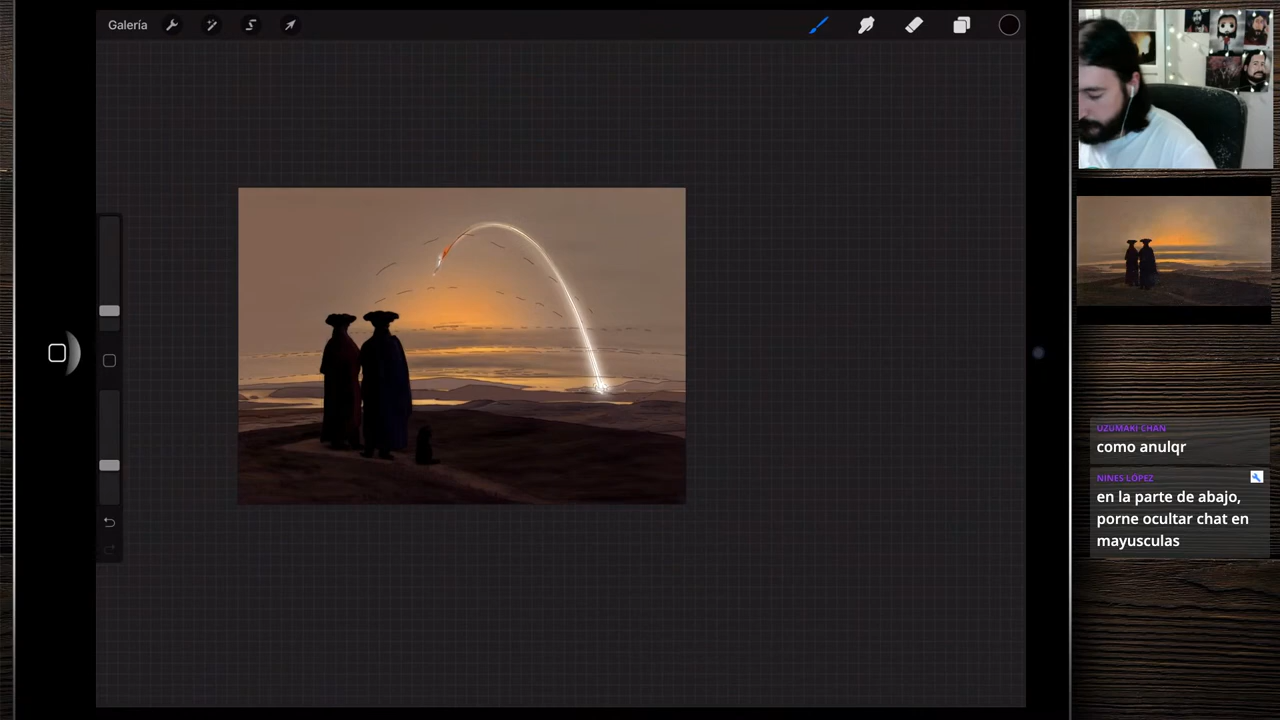 Galería
UZUMAKI CHAN
como anulqr
NINES LÓPEZ
en la parte de abajo,
porne ocultar chat en
mayusculas